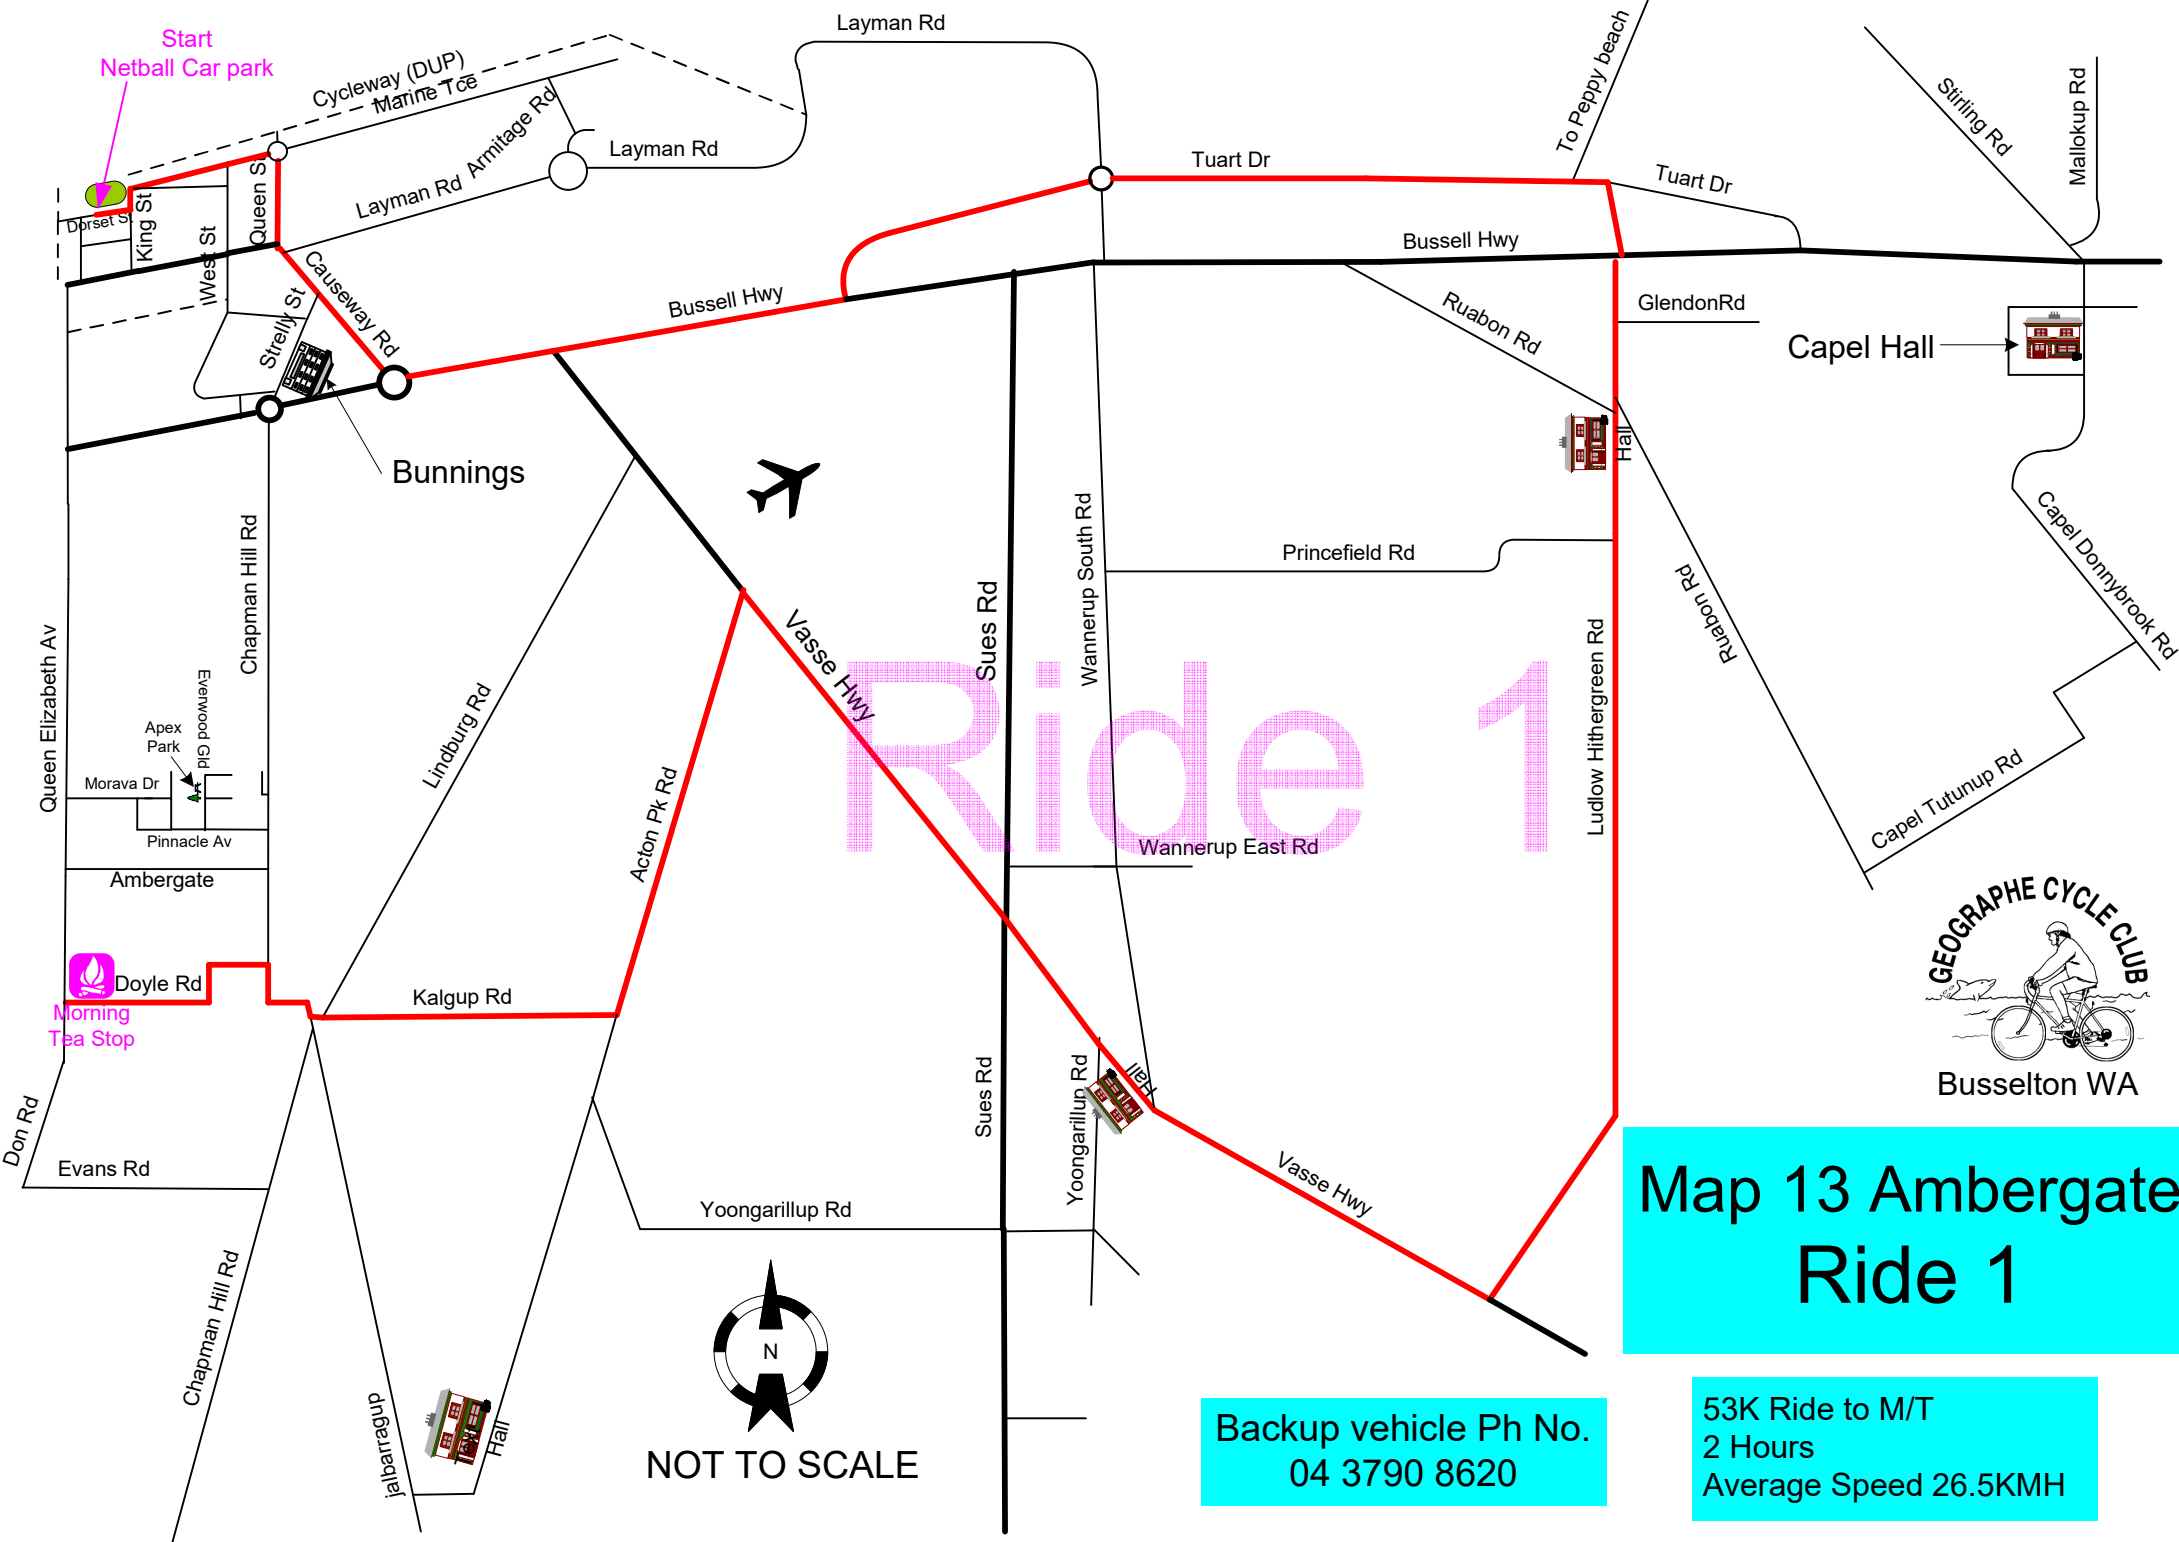 Start
Netball Car park
Cycleway (DUP)
Marine Tce
Armitage Rd
Layman Rd
Layman Rd
Layman Rd
Dorset St
King St
West St
Queen St
Causeway Rd
Strelly St
Bussell Hwy
Tuart Dr
To Peppy beach
Tuart Dr
Bussell Hwy
Stirling Rd
Mallokup Rd
Ruabon Rd
GlendonRd
Capel Hall
Hall
Bunnings
Chapman Hill Rd
Queen Elizabeth Av
Everwood Gld
Apex
Park
Morava Dr
Pinnacle Av
Ambergate
Lindburg Rd
Acton Pk Rd
Vasse Hwy
Sues Rd
Wannerup South Rd
Princefield Rd
Ludlow Hithergreen Rd
Ruabon Rd
Capel Donnybrook Rd
Capel Tutunup Rd
Ride 1
Wannerup East Rd
Doyle Rd
Morning
Tea Stop
Kalgup Rd
Don Rd
Evans Rd
Chapman Hill Rd
jalbarragup
Hall
Text
Yoongarillup Rd
Sues Rd
Yoongarillup Rd
Hall
Vasse Hwy
N
NOT TO SCALE
GEOGRAPHE CYCLE CLUB
Busselton WA
Map 13 Ambergate
Ride 1
Backup vehicle Ph No.
04 3790 8620
53K Ride to M/T
2 Hours
Average Speed 26.5KMH